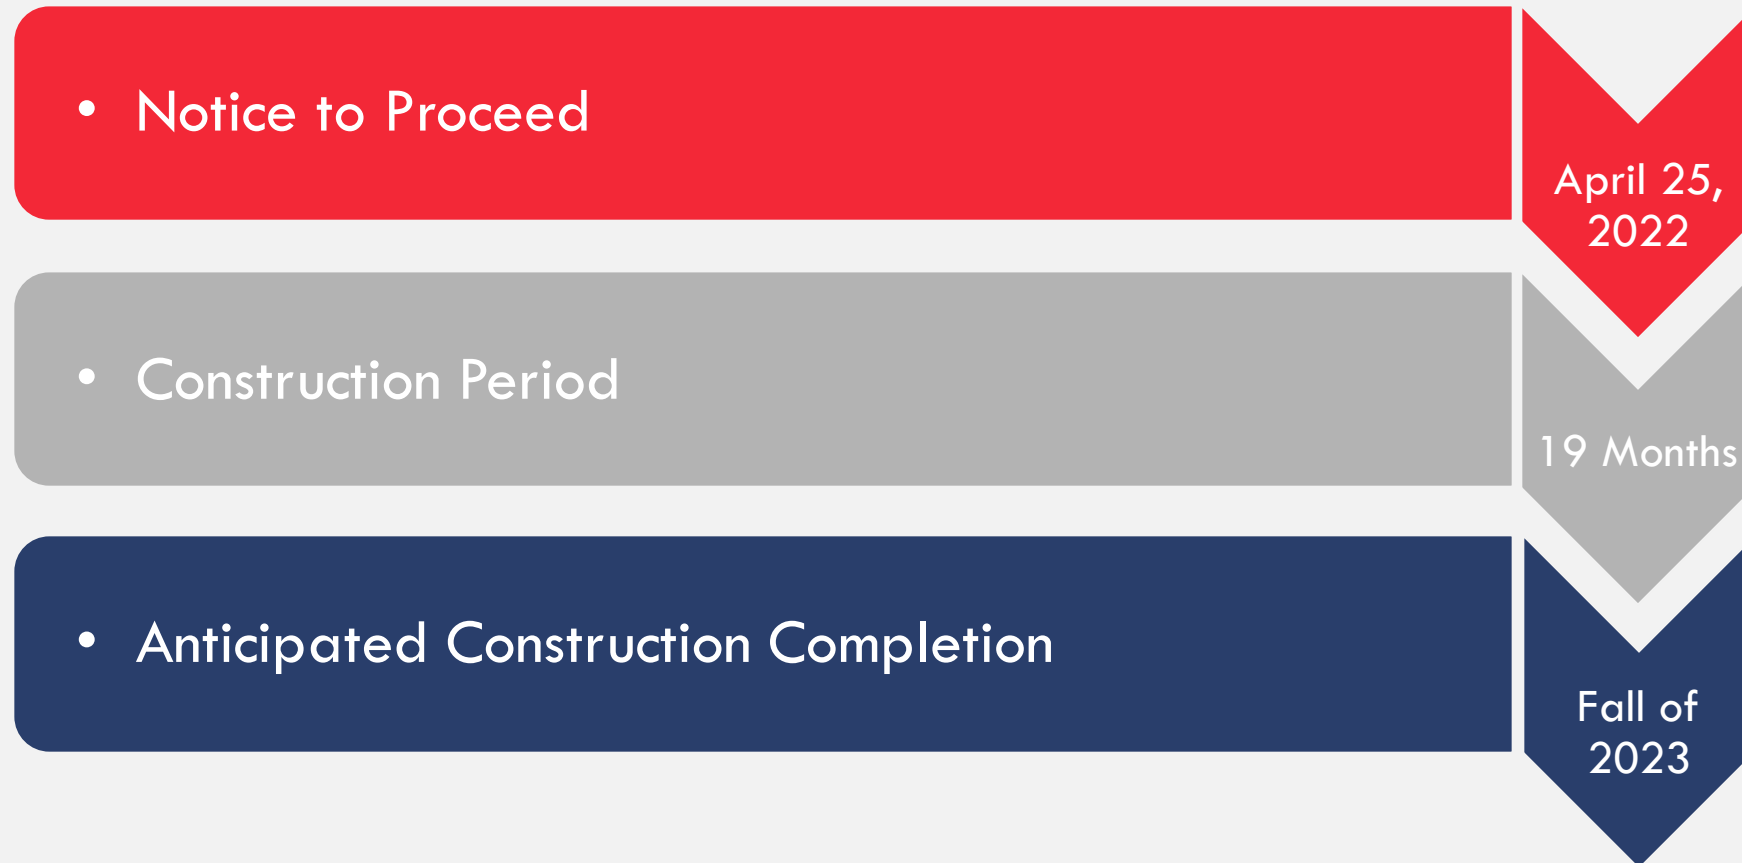 • Notice to Proceed
April 25,
2022
• Construction Period
19 Months
• Anticipated Construction Completion
Fall of
2023